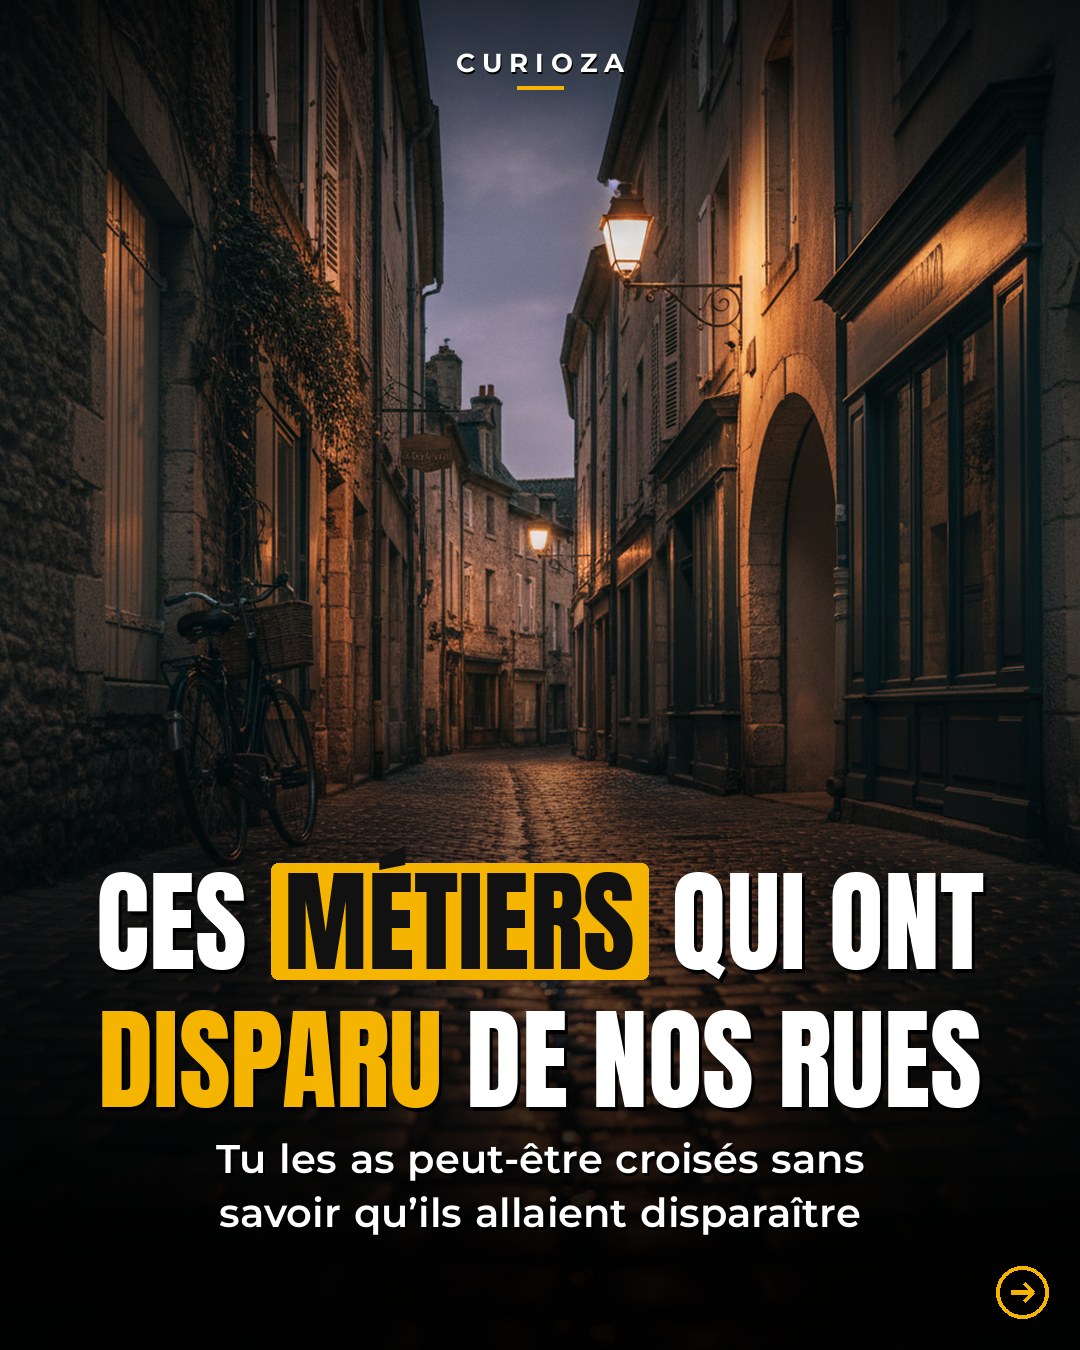 CURIOZA
CES MÉTIERS QUI ONT
DISPARU DE NOS RUES
Tu les as peut-être croisés sans
savoir qu’ils allaient disparaître